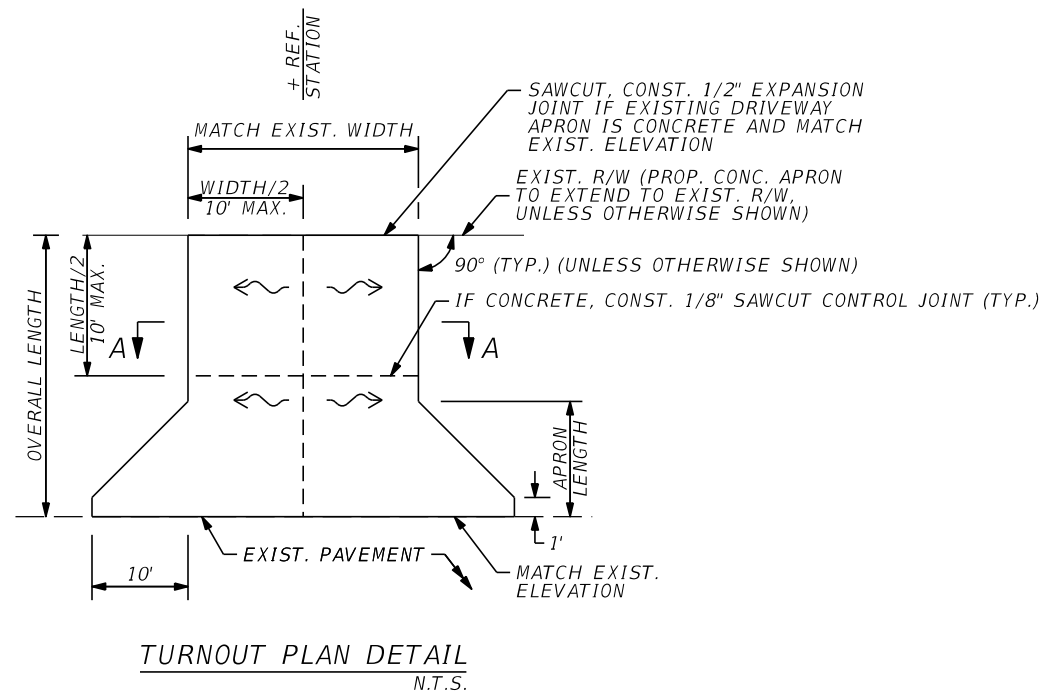 + REF.
STATION
SAWCUT, CONST. 1/2" EXPANSION
JOINT IF EXISTING DRIVEWAY
APRON IS CONCRETE AND MATCH
EXIST. ELEVATION
MATCH EXIST. WIDTH
EXIST. R/W (PROP. CONC. APRON
TO EXTEND TO EXIST. R/W,
UNLESS OTHERWISE SHOWN)
WIDTH/2
10' MAX.
90° (TYP.) (UNLESS OTHERWISE SHOWN)
IF CONCRETE, CONST. 1/8" SAWCUT CONTROL JOINT (TYP.)
LENGTH/2
10' MAX.
A
A
OVERALL LENGTH
APRON
LENGTH
1'
EXIST. PAVEMENT
10'
MATCH EXIST.
ELEVATION
TURNOUT PLAN DETAIL
N.T.S.